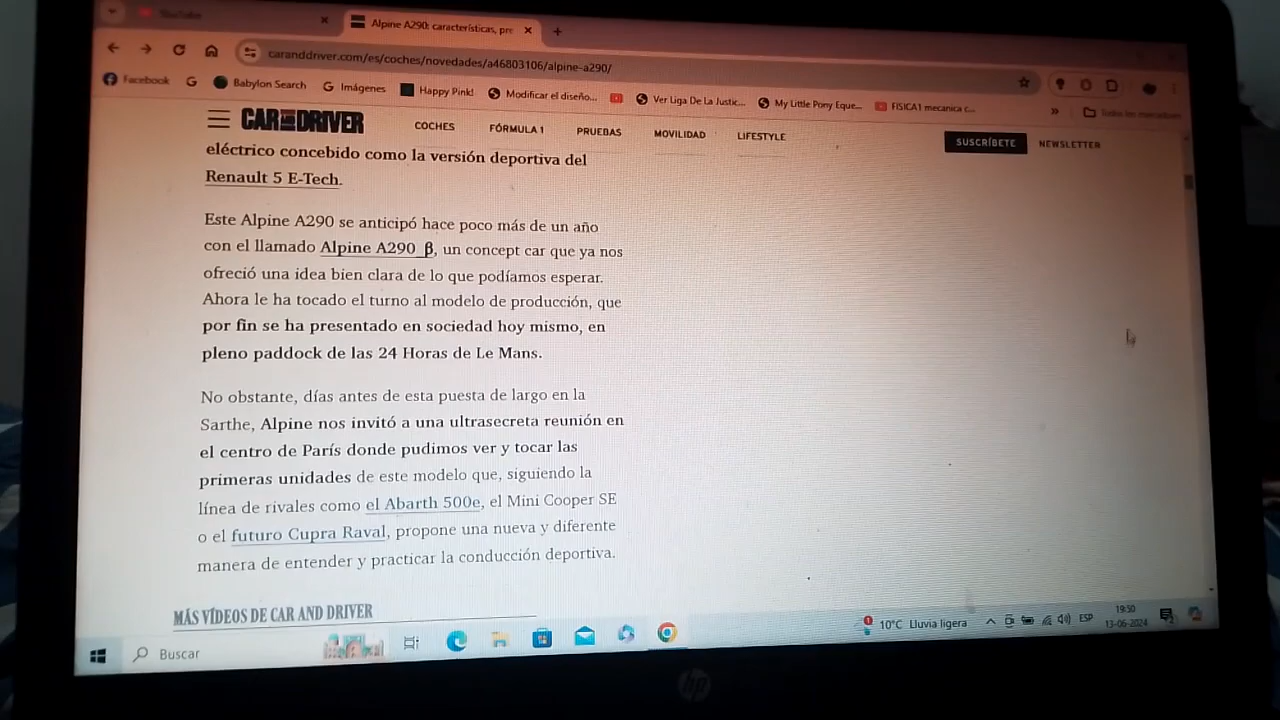 YouTube
Alpine A290: características, pre
caranddriver.com/es/coches/novedades/a46803106/alpine-a290/
Facebook
Babylon Search
Imágenes
Happy Pink!
Modificar el diseño...
Ver Liga De La Justic...
My Little Pony Eque...
FISICA1 mecanica c...
»
Todos los marcadores
CAR AND DRIVER
COCHES
FÓRMULA 1
PRUEBAS
MOVILIDAD
LIFESTYLE
SUSCRÍBETE
NEWSLETTER
eléctrico concebido como la versión deportiva del
Renault 5 E-Tech.
Este Alpine A290 se anticipó hace poco más de un año
con el llamado Alpine A290_β, un concept car que ya nos
ofreció una idea bien clara de lo que podíamos esperar.
Ahora le ha tocado el turno al modelo de producción, que
por fin se ha presentado en sociedad hoy mismo, en
pleno paddock de las 24 Horas de Le Mans.
No obstante, días antes de esta puesta de largo en la
Sarthe, Alpine nos invitó a una ultrasecreta reunión en
el centro de París donde pudimos ver y tocar las
primeras unidades de este modelo que, siguiendo la
línea de rivales como el Abarth 500e, el Mini Cooper SE
o el futuro Cupra Raval, propone una nueva y diferente
manera de entender y practicar la conducción deportiva.
MÁS VÍDEOS DE CAR AND DRIVER
Buscar
10°C Lluvia ligera
ESP
19:50
13-06-2024
hp